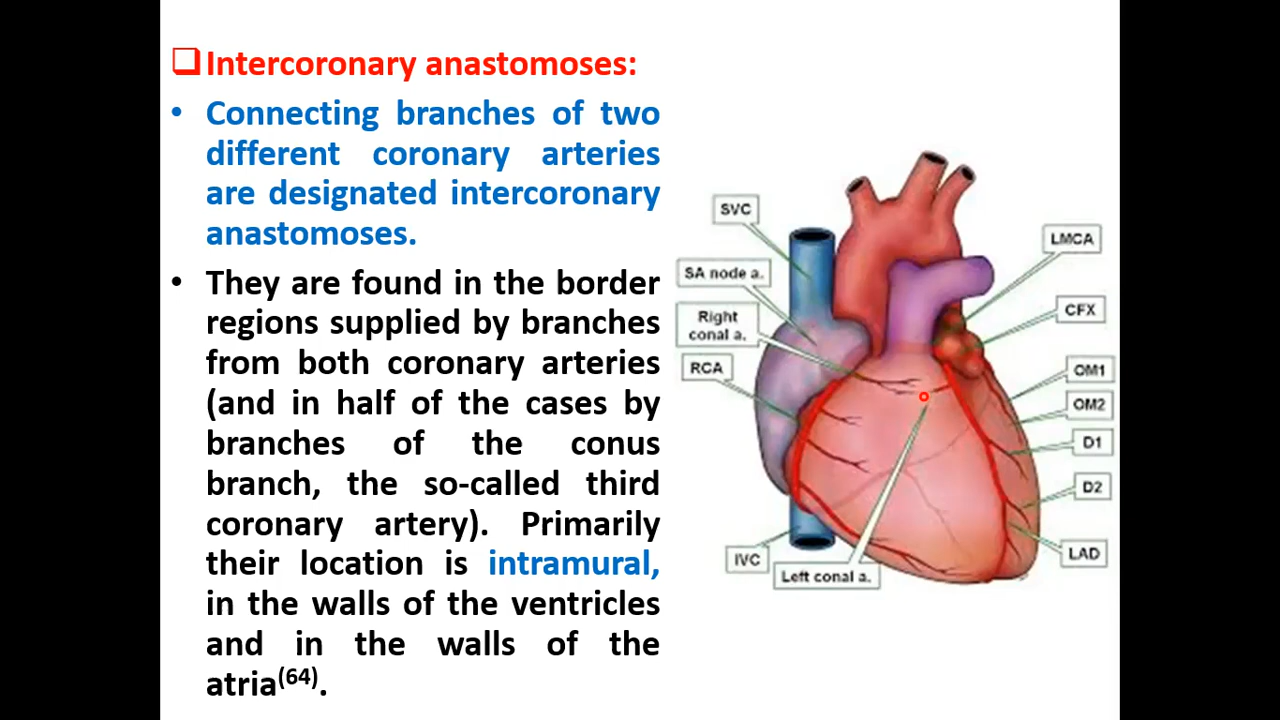 ❑Intercoronary anastomoses:
• Connecting branches of two
different coronary arteries
are designated intercoronary
anastomoses.
• They are found in the border
regions supplied by branches
from both coronary arteries
(and in half of the cases by
branches of the conus
branch, the so-called third
coronary artery). Primarily
their location is intramural,
in the walls of the ventricles
and in the walls of the
atria(64).
SVC
SA node a.
Right
conal a.
RCA
IVC
Left conal a.
LMCA
CFX
OM1
OM2
D1
D2
LAD